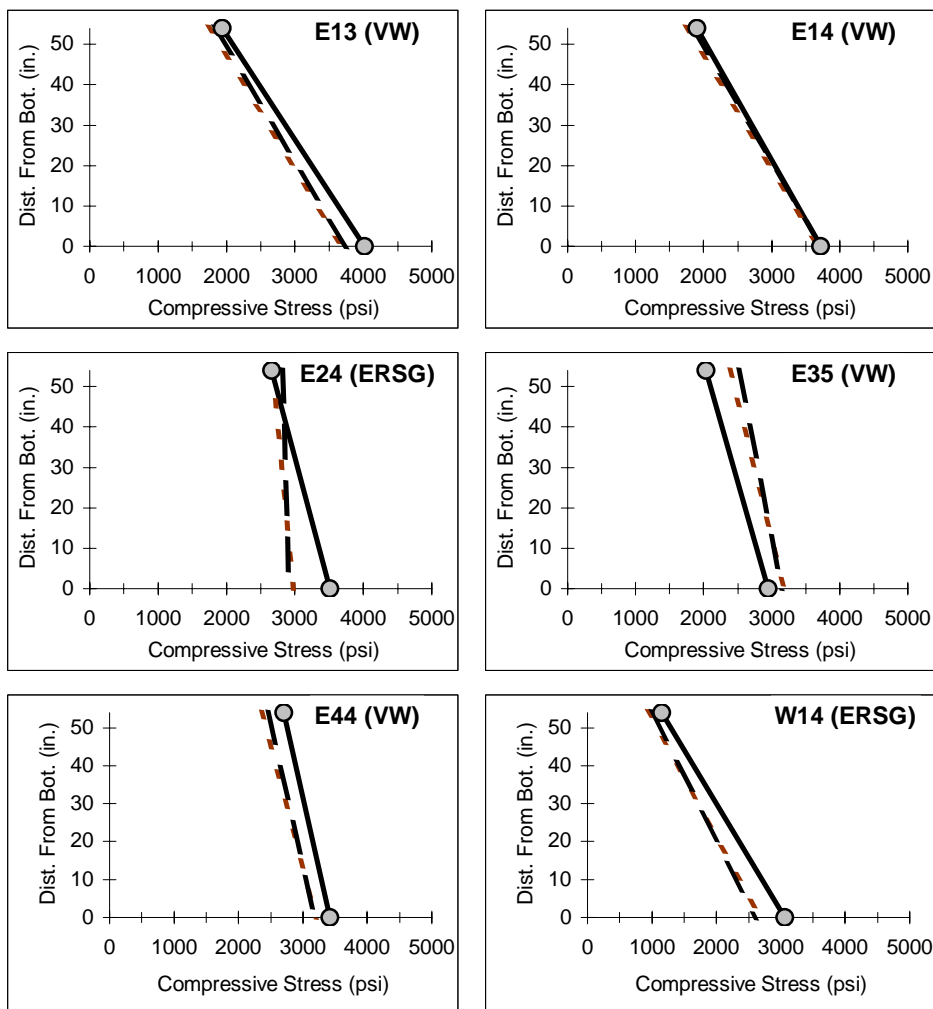 E13 (VW)
Dist. From Bot. (in.)
50
40
30
20
10
0
0 1000 2000 3000 4000 5000
Compressive Stress (psi)
E14 (VW)
Dist. From Bot. (in.)
50
40
30
20
10
0
0 1000 2000 3000 4000 5000
Compressive Stress (psi)
E24 (ERSG)
Dist. From Bot. (in.)
50
40
30
20
10
0
0 1000 2000 3000 4000 5000
Compressive Stress (psi)
E35 (VW)
Dist. From Bot. (in.)
50
40
30
20
10
0
0 1000 2000 3000 4000 5000
Compressive Stress (psi)
E44 (VW)
Dist. From Bot. (in.)
50
40
30
20
10
0
0 1000 2000 3000 4000 5000
Compressive Stress (psi)
W14 (ERSG)
Dist. From Bot. (in.)
50
40
30
20
10
0
0 1000 2000 3000 4000 5000
Compressive Stress (psi)